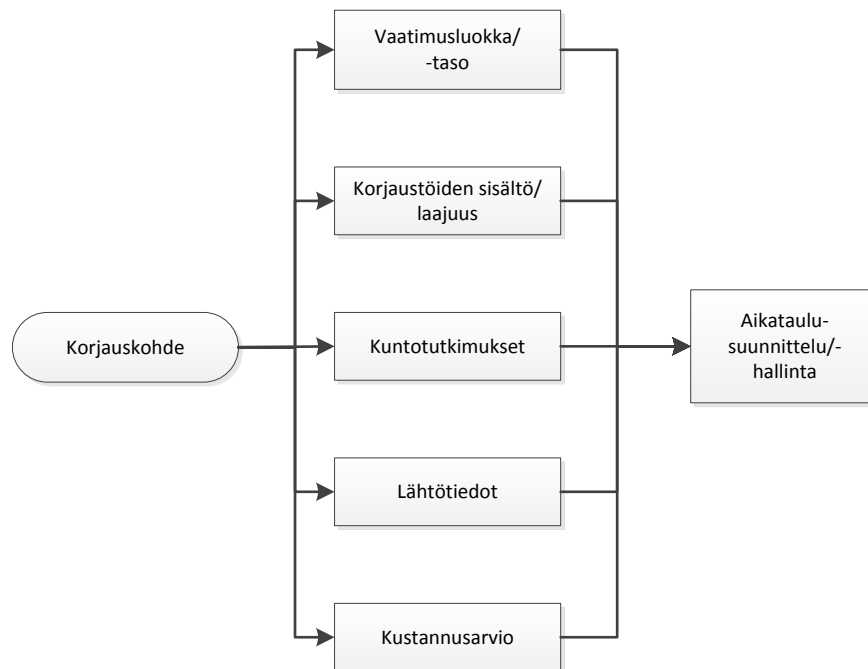 Vaatimusluokka/
-taso
Korjaustöiden sisältö/
laajuus
Korjauskohde
Kuntotutkimukset
Aikataulu-
suunnittelu/-
hallinta
Lähtötiedot
Kustannusarvio